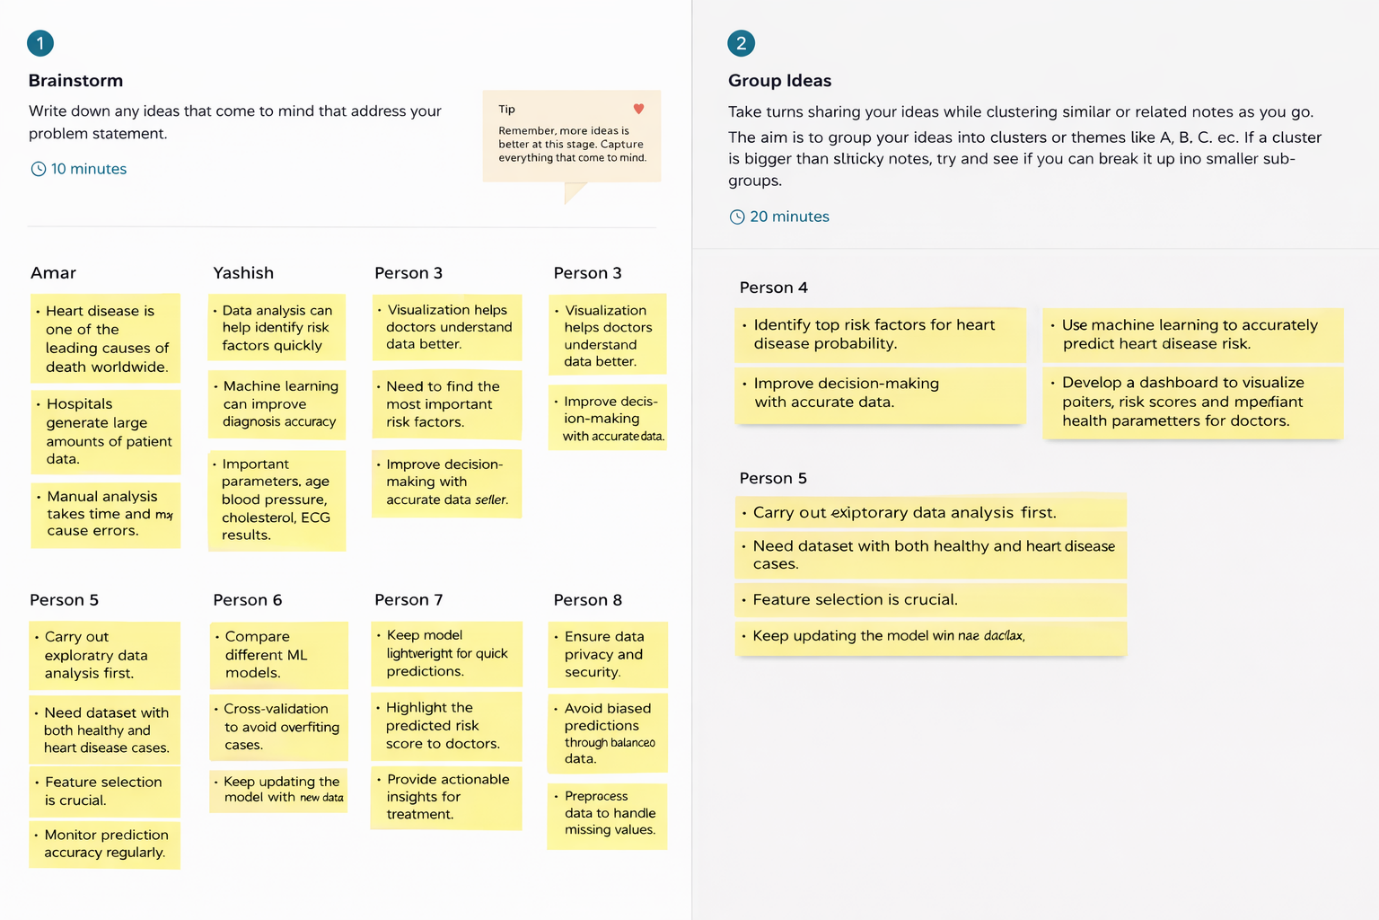 1
Brainstorm
Write down any ideas that come to mind that address your
problem statement.
10 minutes
Tip
Remember, more ideas is
better at this stage. Capture
everything that come to mind.
Amar
• Heart disease is
one of the
leading causes of
death worldwide.
• Hospitals
generate large
amounts of patient
data.
• Manual analysis
takes time and
cause errors.
Yashish
• Data analysis can
help identify risk
factors quickly
• Machine learning
can improve
diagnosis accuracy
• Important
parameters, age
blood pressure,
cholesterol, ECG
results.
Person 3
• Visualization helps
doctors understand
data better.
• Need to find the
most important
risk factors.
• Improve decision-
making with
accurate data
Person 3
• Visualization
helps doctors
understand
data better.
• Improve decis-
ion-making
with accurate data.
Person 5
• Carry out
exploratry data
analysis first.
• Need dataset with
both healthy and
heart disease cases.
• Feature selection
is crucial.
• Monitor prediction
accuracy regularly.
Person 6
• Compare
different ML
models.
• Cross-validation
to avoid overfiting
cases.
• Keep updating the
model with new data
Person 7
• Keep model
lightveright for quick
predictions.
• Highlight the
predicted risk
score to doctors.
• Provide actionable
insights for
treatment.
Person 8
• Ensure data
privacy and
security.
• Avoid biased
predictions
through balanceo
data.
• Preprocess
data to handle
missing values.
2
Group Ideas
Take turns sharing your ideas while clustering similar or related notes as you go.
The aim is to group your ideas into clusters or themes like A, B, C. ec. If a cluster
is bigger than notes, try and see if you can break it up ino smaller sub-
groups.
20 minutes
Person 4
• Identify top risk factors for heart
disease probability.
• Improve decision-making
with accurate data.
• Use machine learning to accurately
predict heart disease risk.
• Develop a dashboard to visualize
poiters, risk scores and
health parametters for doctors.
Person 5
• Carry out data analysis first.
• Need dataset with both healthy and heart disease
cases.
• Feature selection is crucial.
• Keep updating the model win